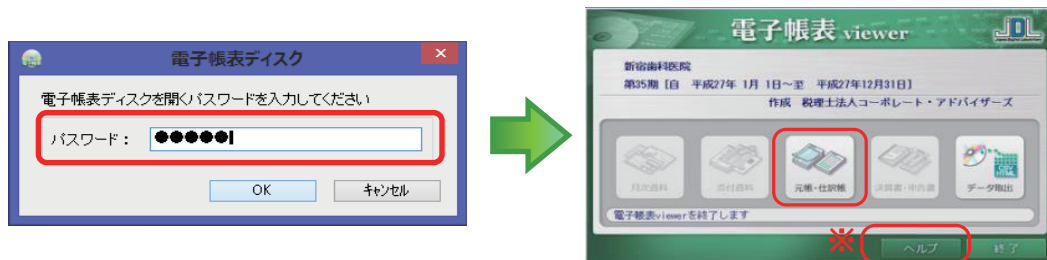 電子帳表ディスク
×
電子帳表ディスクを開くパスワードを入力してください
パスワード： ●●●●●
OK
キャンセル
電子帳表 viewer
JDL
新宿歯科医院
第35期 [自 平成27年 1月 1日～至 平成27年12月31日]
作成 税理士法人コーポレート・アドバイザーズ
月次資料
添付資料
元帳・仕訳帳
決算書・申告書
データ取出
CSV
HTML
電子帳表viewerを終了します
※
ヘルプ
終了